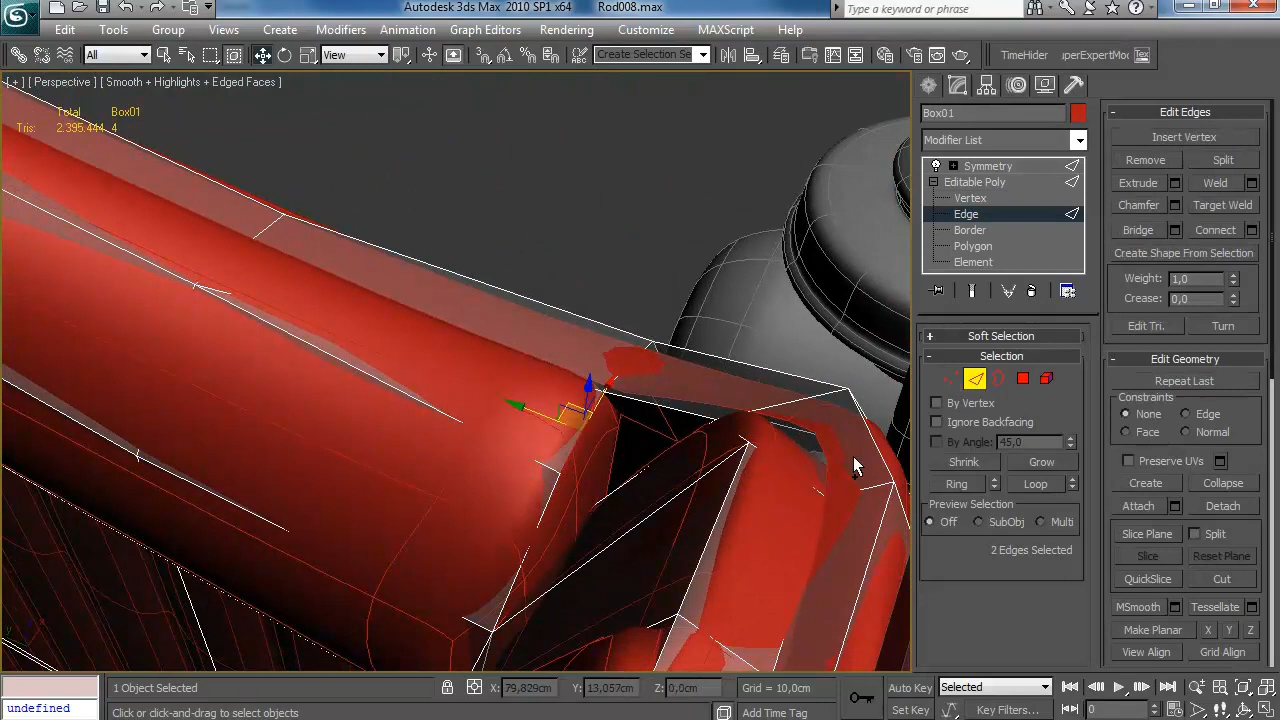 Autodesk 3ds Max 2010 SP1 x64 Rod008.max
Type a keyword or phrase
Edit Tools Group Views Create Modifiers Animation Graph Editors Rendering Customize MAXScript Help
All View Create Selection Se TimeHider perExpertMo Tex
[ + ] [ Perspective ] [ Smooth + Highlights + Edged Faces ]
Total Box01
Tris: 2.395.444 4
Box01
Modifier List
Symmetry
Editable Poly
Vertex
Edge
Border
Polygon
Element
Soft Selection
Selection
By Vertex
Ignore Backfacing
By Angle: 45,0
Shrink Grow
Ring Loop
Preview Selection
Off SubObj Multi
2 Edges Selected
Edit Edges
Insert Vertex
Remove Split
Extrude Weld
Chamfer Target Weld
Bridge Connect
Create Shape From Selection
Weight: 1,0
Crease: 0,0
Edit Tri. Turn
Edit Geometry
Repeat Last
Constraints
None Edge
Face Normal
Preserve UVs
Create Collapse
Attach Detach
Slice Plane Split
Slice Reset Plane
QuickSlice Cut
MSmooth Tessellate
Make Planar X Y Z
View Align Grid Align
1 Object Selected X: 79,829cm Y: 13,057cm Z: 0,0cm Grid = 10,0cm Auto Key Selected
undefined Click or click-and-drag to select objects Add Time Tag Set Key Key Filters... 0